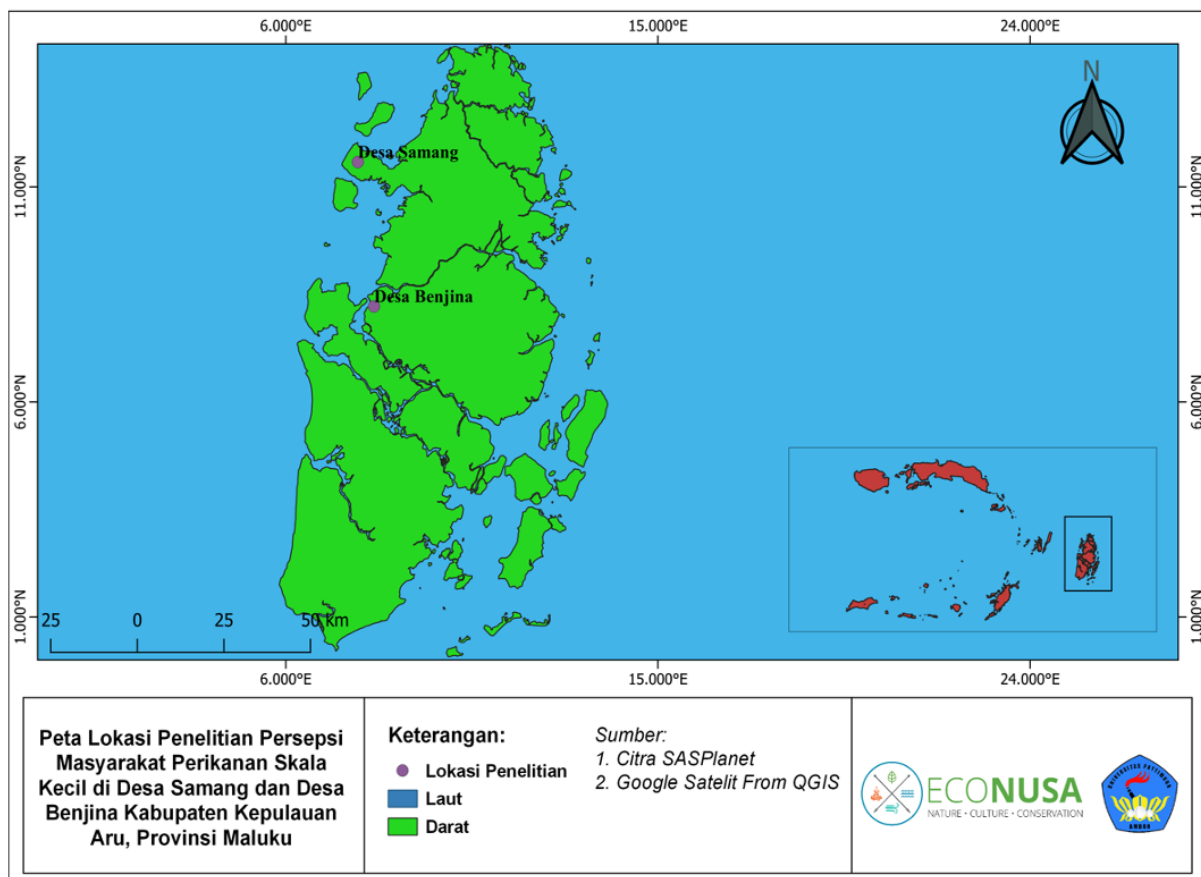 6.000°E 15.000°E 24.000°E
N
Desa Samang
11.000°N 11.000°N
Desa Benjina
6.000°N 6.000°N
1.000°N 1.000°N
25 0 25 50 km
6.000°E 15.000°E 24.000°E
Peta Lokasi Penelitian Persepsi
Masyarakat Perikanan Skala
Kecil di Desa Samang dan Desa
Benjina Kabupaten Kepulauan
Aru, Provinsi Maluku
Keterangan:
Lokasi Penelitian
Laut
Darat
Sumber:
1. Citra SASPlanet
2. Google Satelit From QGIS
ECONUSA
NATURE • CULTURE • CONSERVATION
UNIVERSITAS PATTIMURA
AMBON